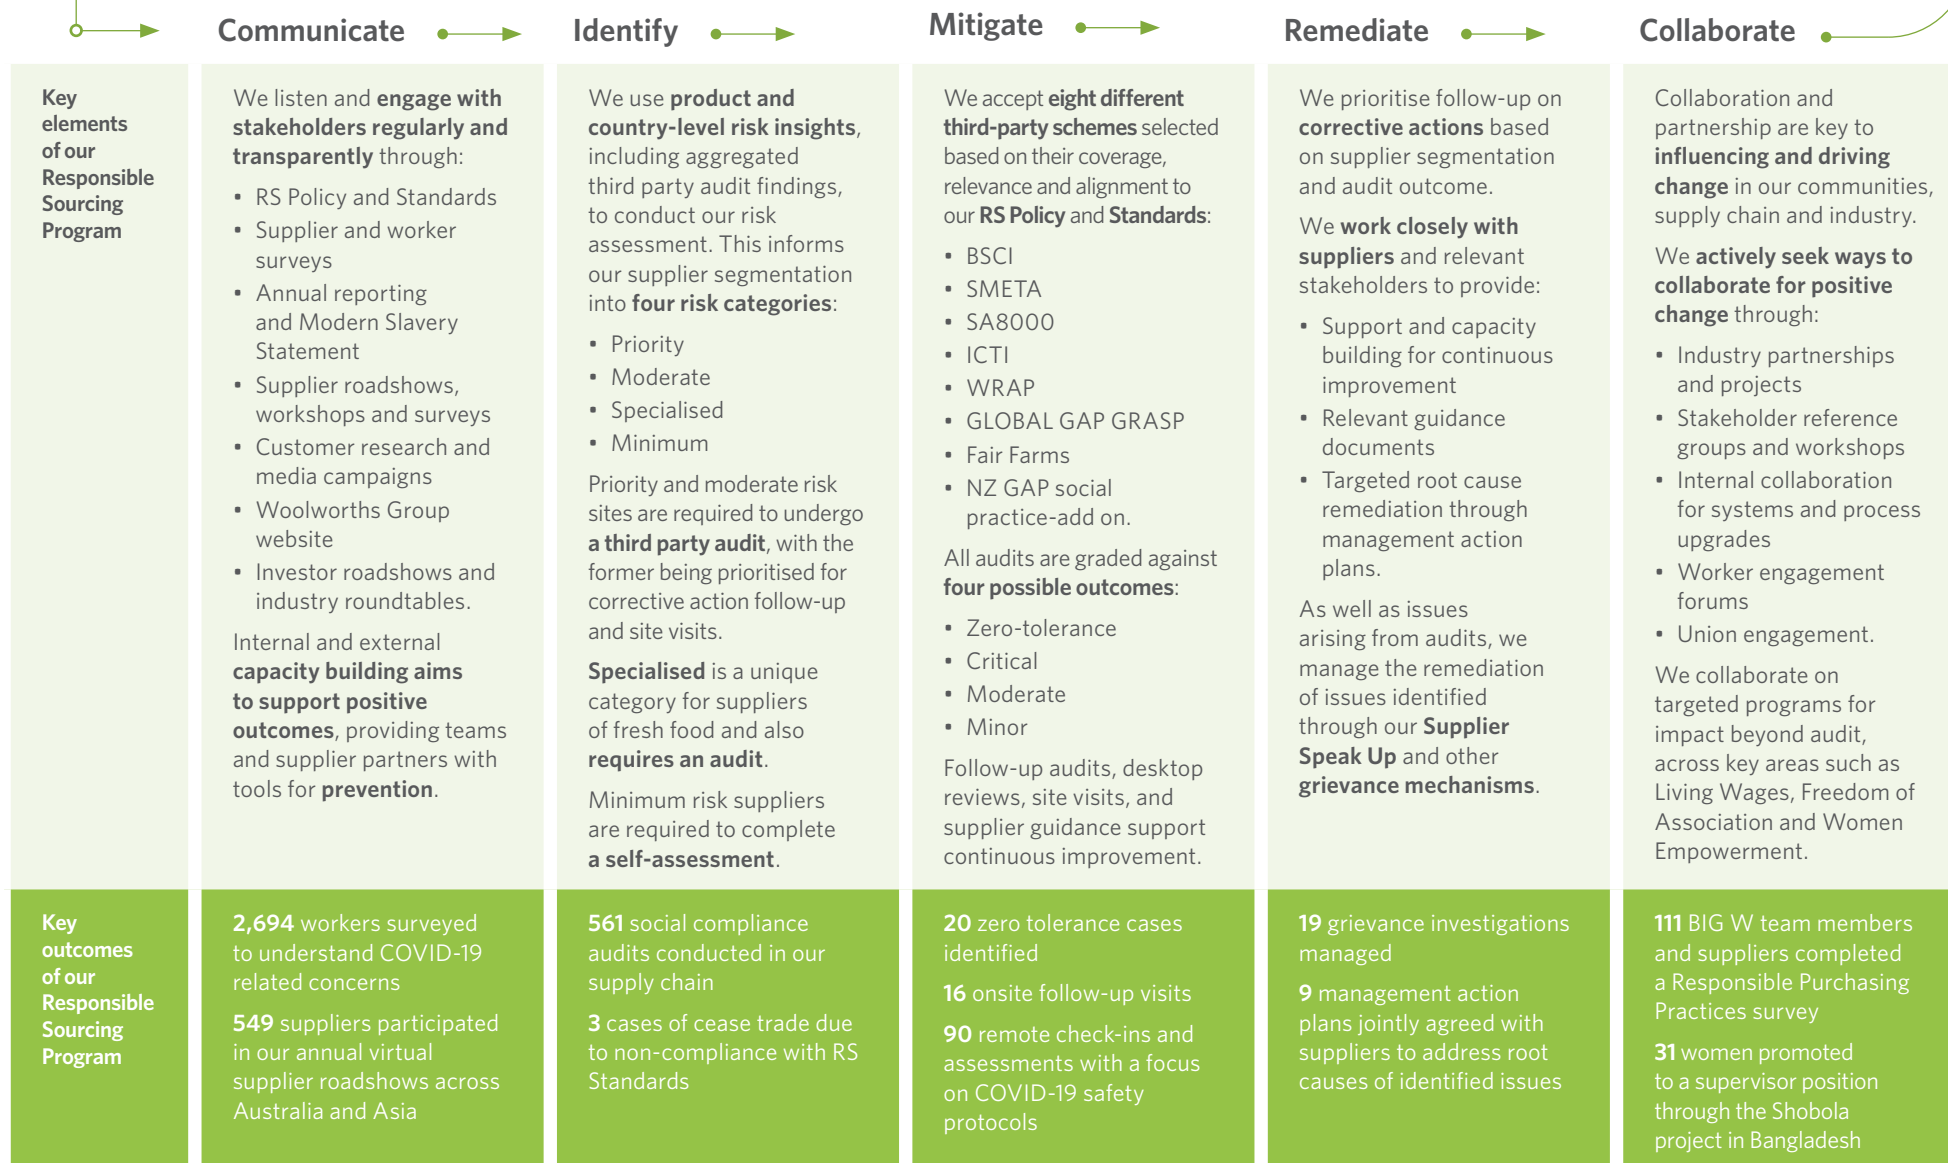 Communicate
Identify
Mitigate
Remediate
Collaborate
Key
elements
of our
Responsible
Sourcing
Program
We listen and engage with
stakeholders regularly and
transparently through:
• RS Policy and Standards
• Supplier and worker
surveys
• Annual reporting
and Modern Slavery
Statement
• Supplier roadshows,
workshops and surveys
• Customer research and
media campaigns
• Woolworths Group
website
• Investor roadshows and
industry roundtables.
Internal and external
capacity building aims
to support positive
outcomes, providing teams
and supplier partners with
tools for prevention.
We use product and
country-level risk insights,
including aggregated
third party audit findings,
to conduct our risk
assessment. This informs
our supplier segmentation
into four risk categories:
• Priority
• Moderate
• Specialised
• Minimum
Priority and moderate risk
sites are required to undergo
a third party audit, with the
former being prioritised for
corrective action follow-up
and site visits.
Specialised is a unique
category for suppliers
of fresh food and also
requires an audit.
Minimum risk suppliers
are required to complete
a self-assessment.
We accept eight different
third-party schemes selected
based on their coverage,
relevance and alignment to
our RS Policy and Standards:
• BSCI
• SMETA
• SA8000
• ICTI
• WRAP
• GLOBAL GAP GRASP
• Fair Farms
• NZ GAP social
practice-add on.
All audits are graded against
four possible outcomes:
• Zero-tolerance
• Critical
• Moderate
• Minor
Follow-up audits, desktop
reviews, site visits, and
supplier guidance support
continuous improvement.
We prioritise follow-up on
corrective actions based
on supplier segmentation
and audit outcome.
We work closely with
suppliers and relevant
stakeholders to provide:
• Support and capacity
building for continuous
improvement
• Relevant guidance
documents
• Targeted root cause
remediation through
management action
plans.
As well as issues
arising from audits, we
manage the remediation
of issues identified
through our Supplier
Speak Up and other
grievance mechanisms.
Collaboration and
partnership are key to
influencing and driving
change in our communities,
supply chain and industry.
We actively seek ways to
collaborate for positive
change through:
• Industry partnerships
and projects
• Stakeholder reference
groups and workshops
• Internal collaboration
for systems and process
upgrades
• Worker engagement
forums
• Union engagement.
We collaborate on
targeted programs for
impact beyond audit,
across key areas such as
Living Wages, Freedom of
Association and Women
Empowerment.
Key
outcomes
of our
Responsible
Sourcing
Program
2,694 workers surveyed
to understand COVID-19
related concerns
549 suppliers participated
in our annual virtual
supplier roadshows across
Australia and Asia
561 social compliance
audits conducted in our
supply chain
3 cases of cease trade due
to non-compliance with RS
Standards
20 zero tolerance cases
identified
16 onsite follow-up visits
90 remote check-ins and
assessments with a focus
on COVID-19 safety
protocols
19 grievance investigations
managed
9 management action
plans jointly agreed with
suppliers to address root
causes of identified issues
111 BIG W team members
and suppliers completed
a Responsible Purchasing
Practices survey
31 women promoted
to a supervisor position
through the Shobola
project in Bangladesh